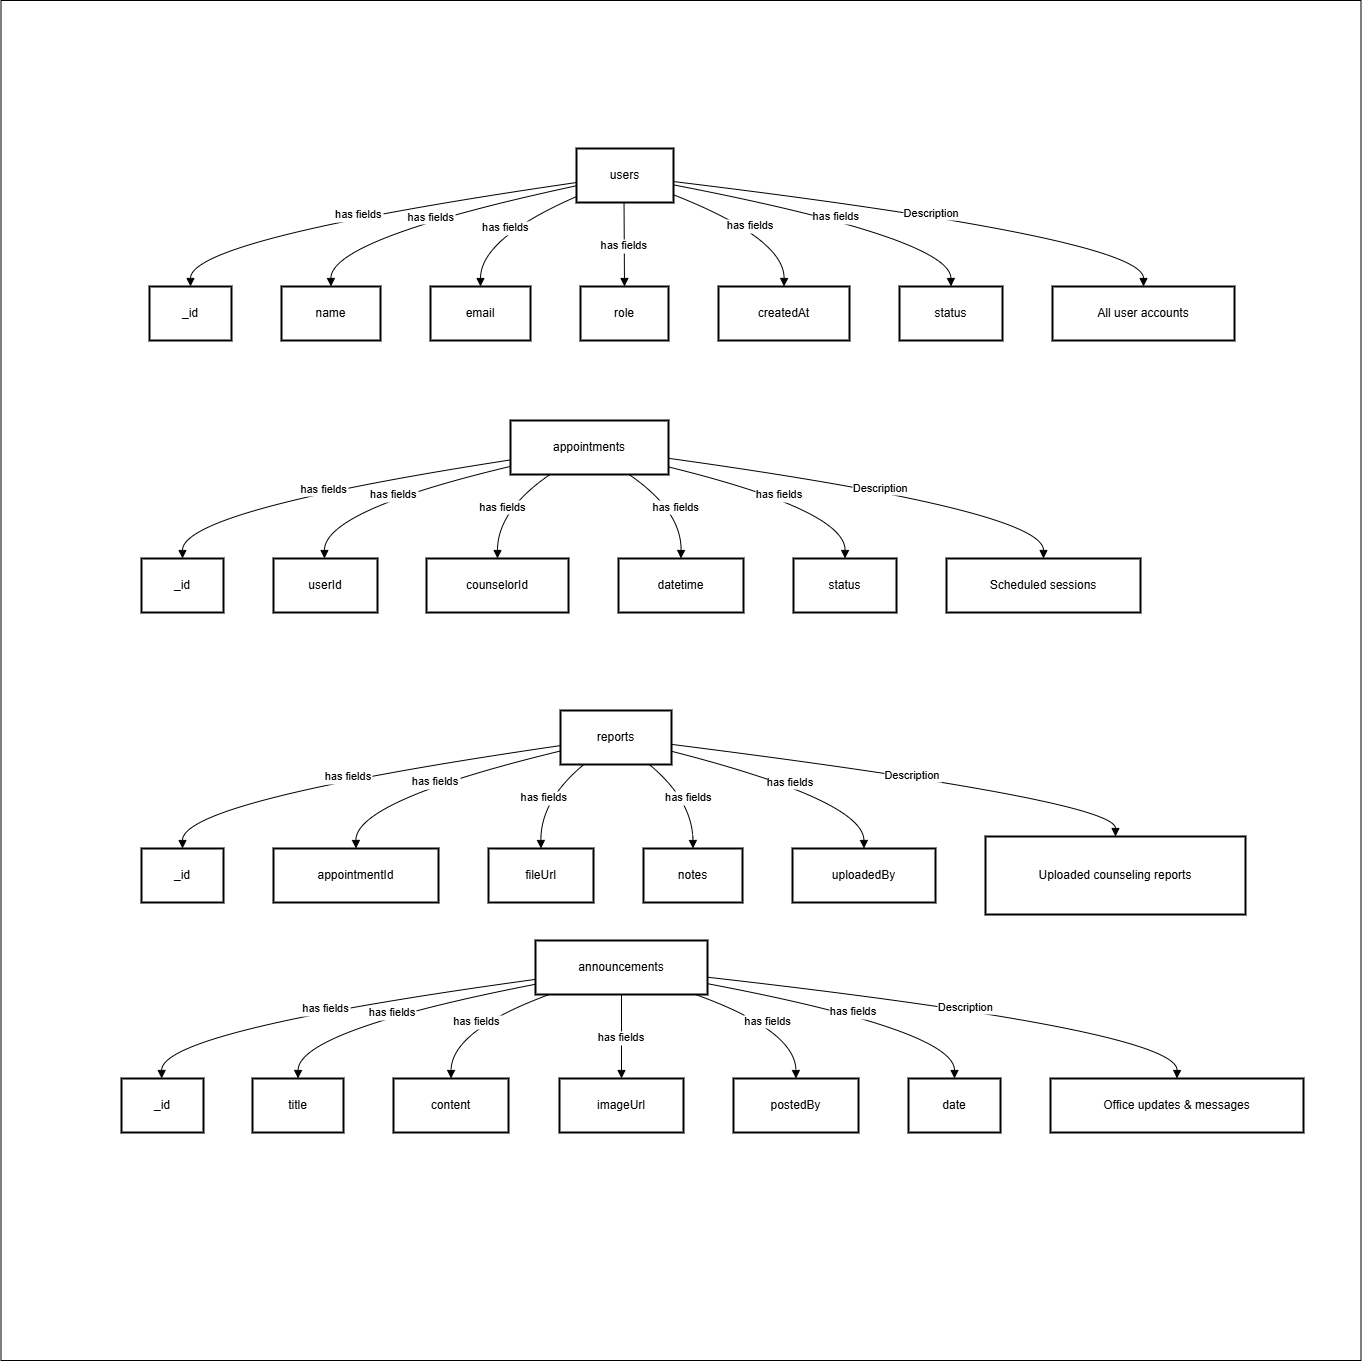 users
has fields
has fields
has fields
has fields
has fields
has fields
Description
_id
name
email
role
createdAt
status
All user accounts
appointments
has fields
has fields
has fields
has fields
has fields
Description
_id
userId
counselorId
datetime
status
Scheduled sessions
reports
has fields
has fields
has fields
has fields
has fields
Description
_id
appointmentId
fileUrl
notes
uploadedBy
Uploaded counseling reports
announcements
has fields
has fields
has fields
has fields
has fields
has fields
Description
_id
title
content
imageUrl
postedBy
date
Office updates & messages